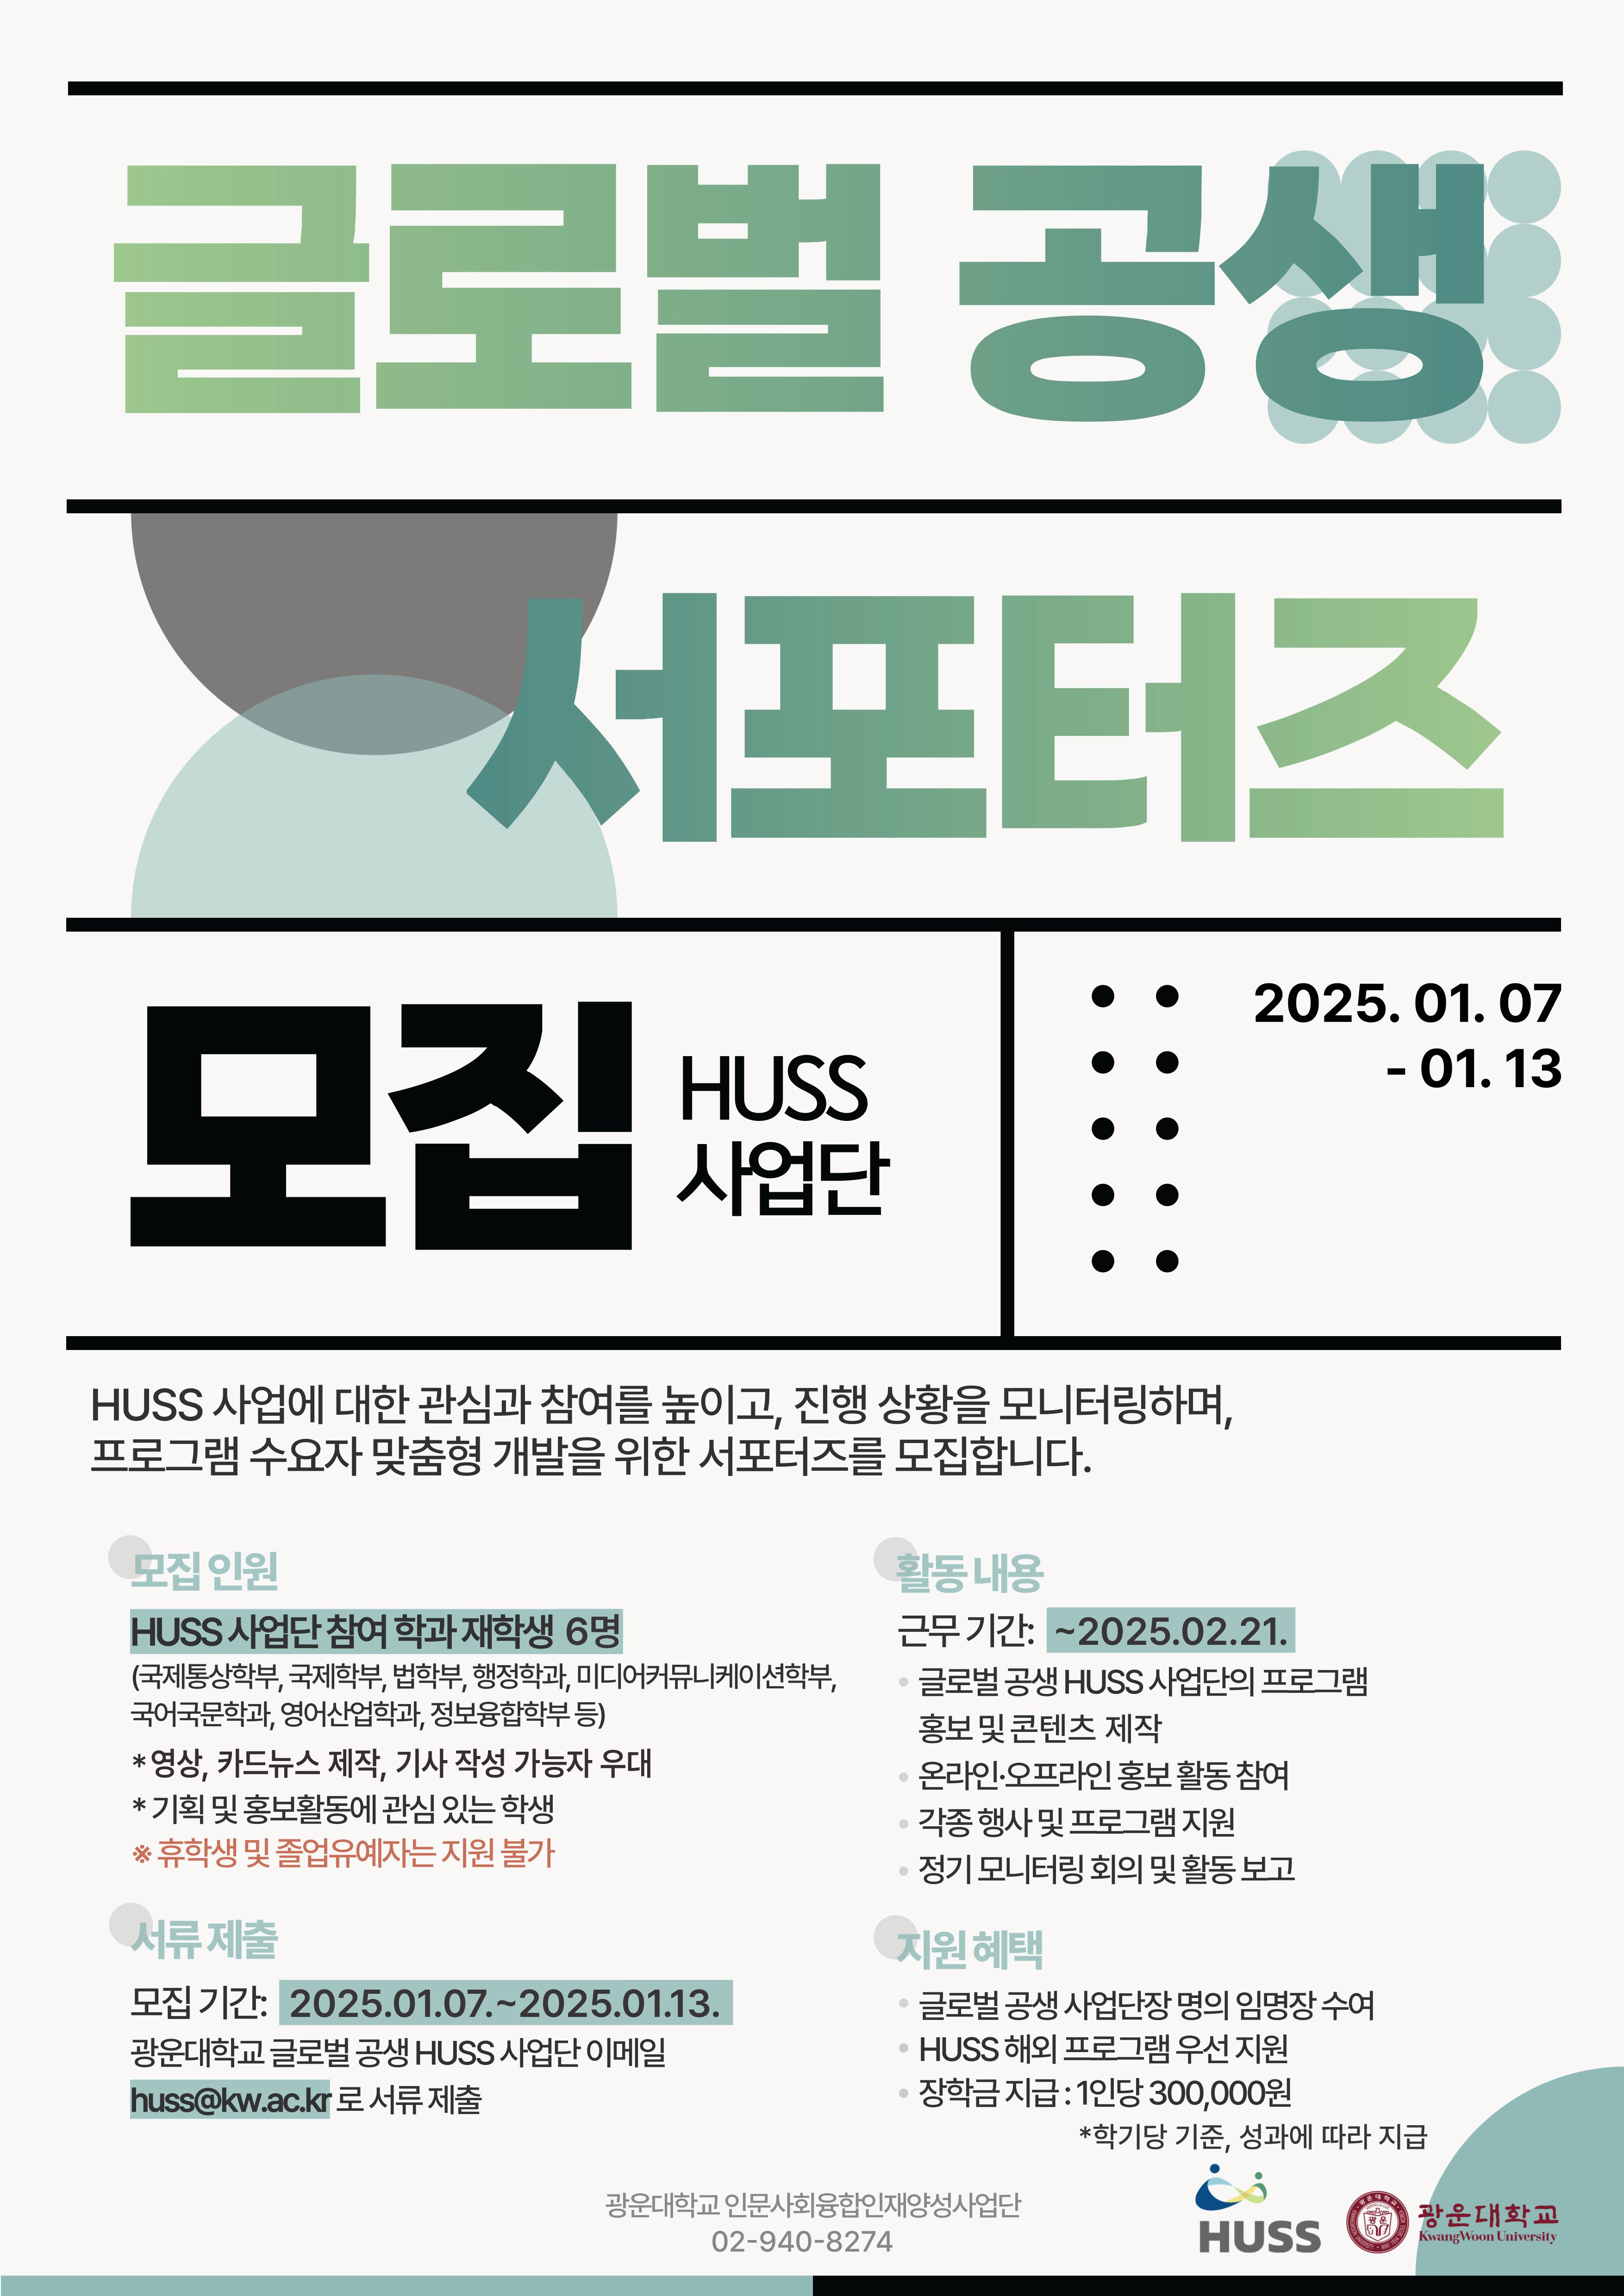 글로벌 공생
서포터즈
모집
HUSS
사업단
2025. 01. 07
- 01. 13
HUSS 사업에 대한 관심과 참여를 높이고, 진행 상황을 모니터링하며,
프로그램 수요자 맞춤형 개발을 위한 서포터즈를 모집합니다.
모집 인원
HUSS 사업단 참여 학과 재학생 6명
(국제통상학부, 국제학부, 법학부, 행정학과, 미디어커뮤니케이션학부,
국어국문학과, 영어산업학과, 정보융합학부 등)
*영상, 카드뉴스 제작, 기사 작성 가능자 우대
* 기획 및 홍보활동에 관심 있는 학생
※ 휴학생 및 졸업유예자는 지원 불가
서류 제출
모집 기간: 2025.01.07.~2025.01.13.
광운대학교 글로벌 공생 HUSS 사업단 이메일
huss@kw.ac.kr 로 서류 제출
활동 내용
근무 기간: ~2025.02.21.
• 글로벌 공생 HUSS 사업단의 프로그램
홍보 및 콘텐츠 제작
• 온라인·오프라인 홍보 활동 참여
• 각종 행사 및 프로그램 지원
• 정기 모니터링 회의 및 활동 보고
지원 혜택
• 글로벌 공생 사업단장 명의 임명장 수여
• HUSS 해외 프로그램 우선 지원
• 장학금 지급 : 1인당 300,000원
*학기당 기준, 성과에 따라 지급
광운대학교 인문사회융합인재양성사업단
02-940-8274
HUSS
광운
광운대학교
KwangWoon University